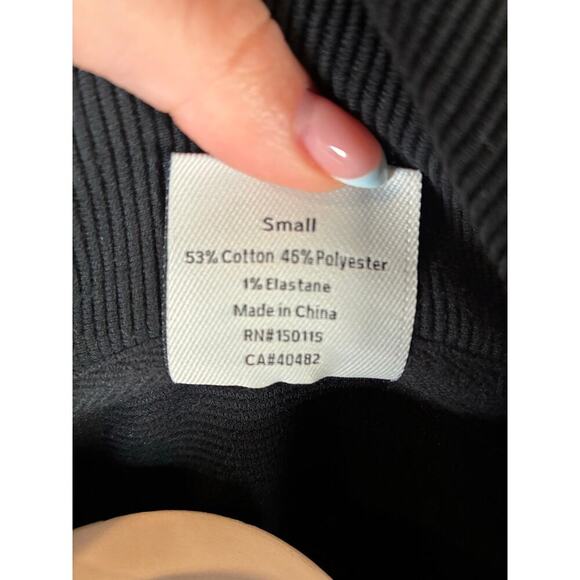 Small
53% Cotton 46% Polyester
1% Elastane
Made in China
RN#150115
CA#40482